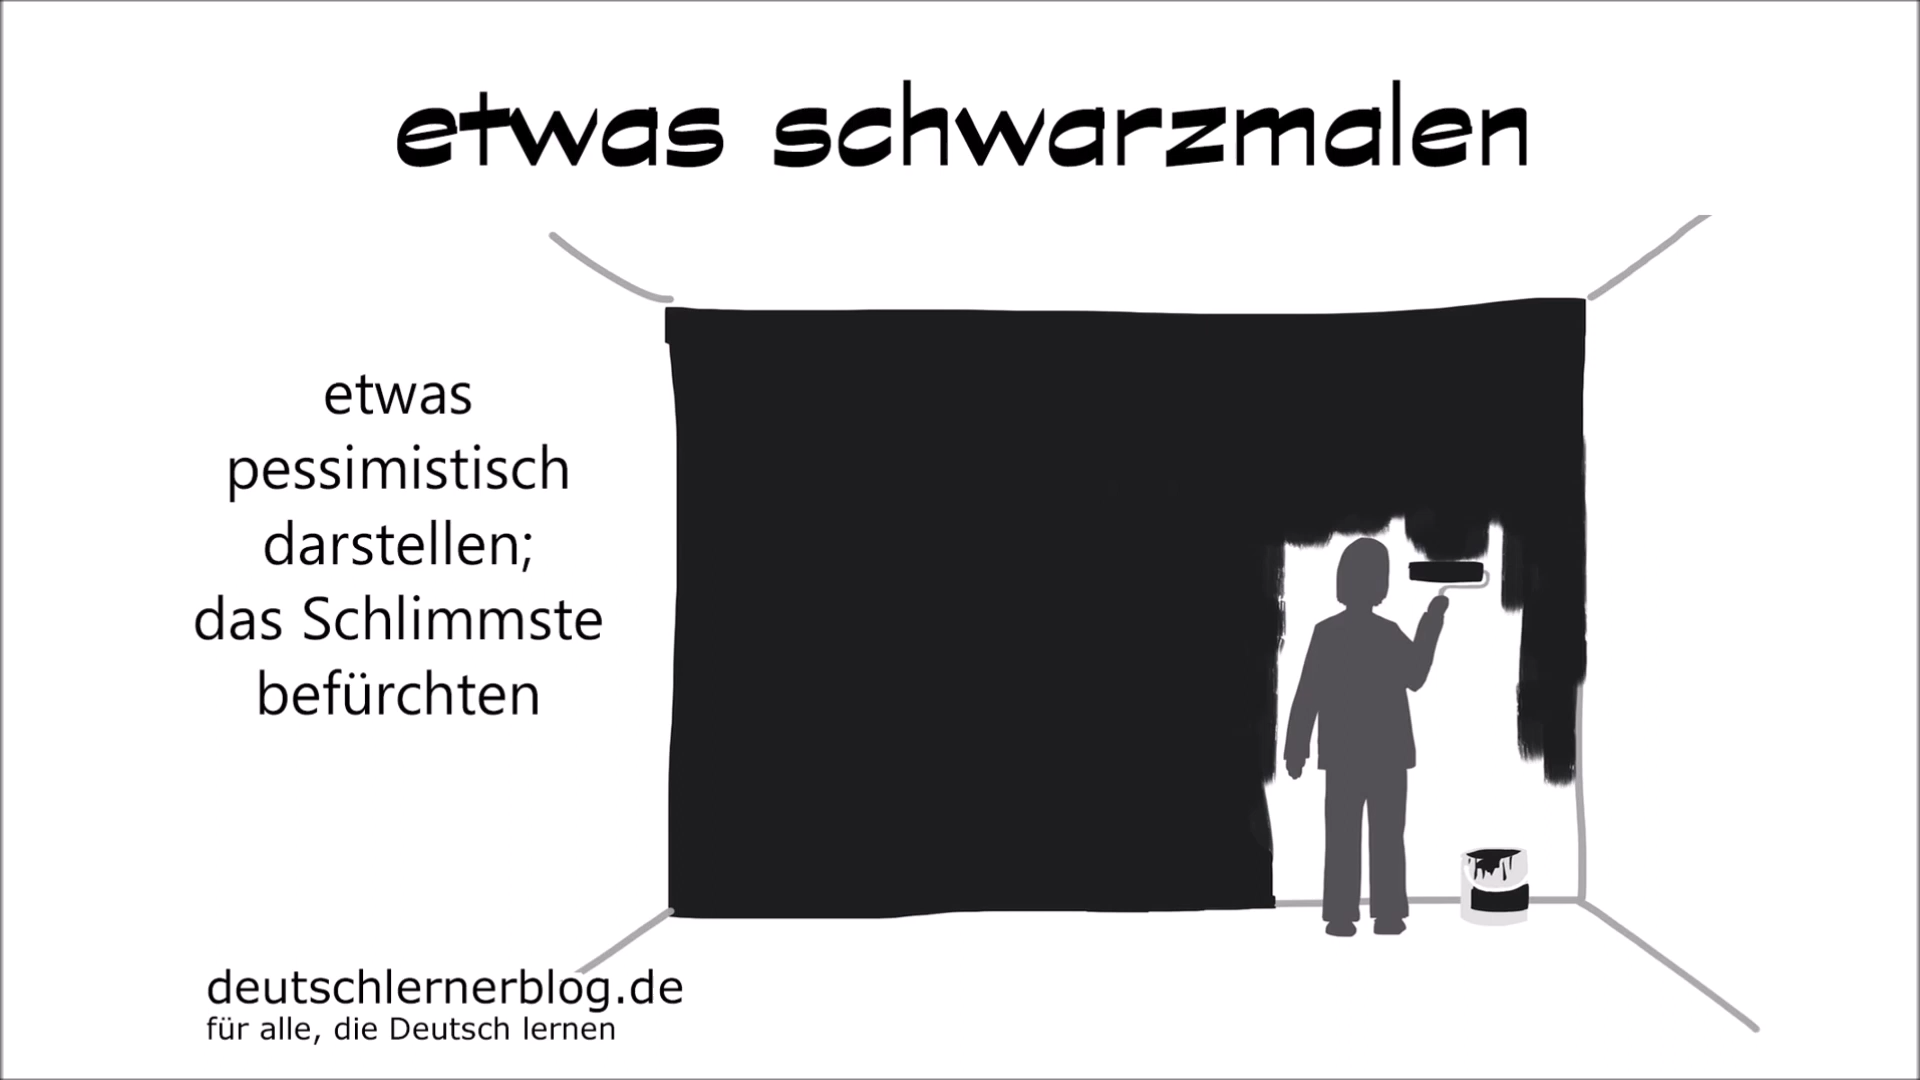 etwas schwarzmalen
etwas
pessimistisch
darstellen;
das Schlimmste
befürchten
deutschlernerblog.de
für alle, die Deutsch lernen